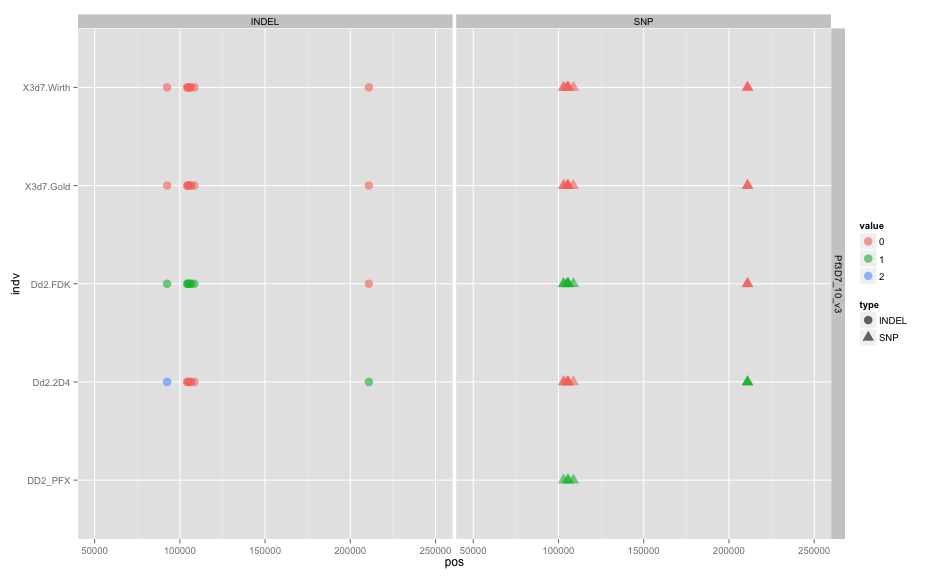 INDEL SNP
X3d7.Wirth
X3d7.Gold
Dd2.FDK
Dd2.2D4
DD2_PFX
indv
50000 100000 150000 200000 250000 50000 100000 150000 200000 250000
pos
Pf3D7_10_v3
value
0
1
2
type
INDEL
SNP